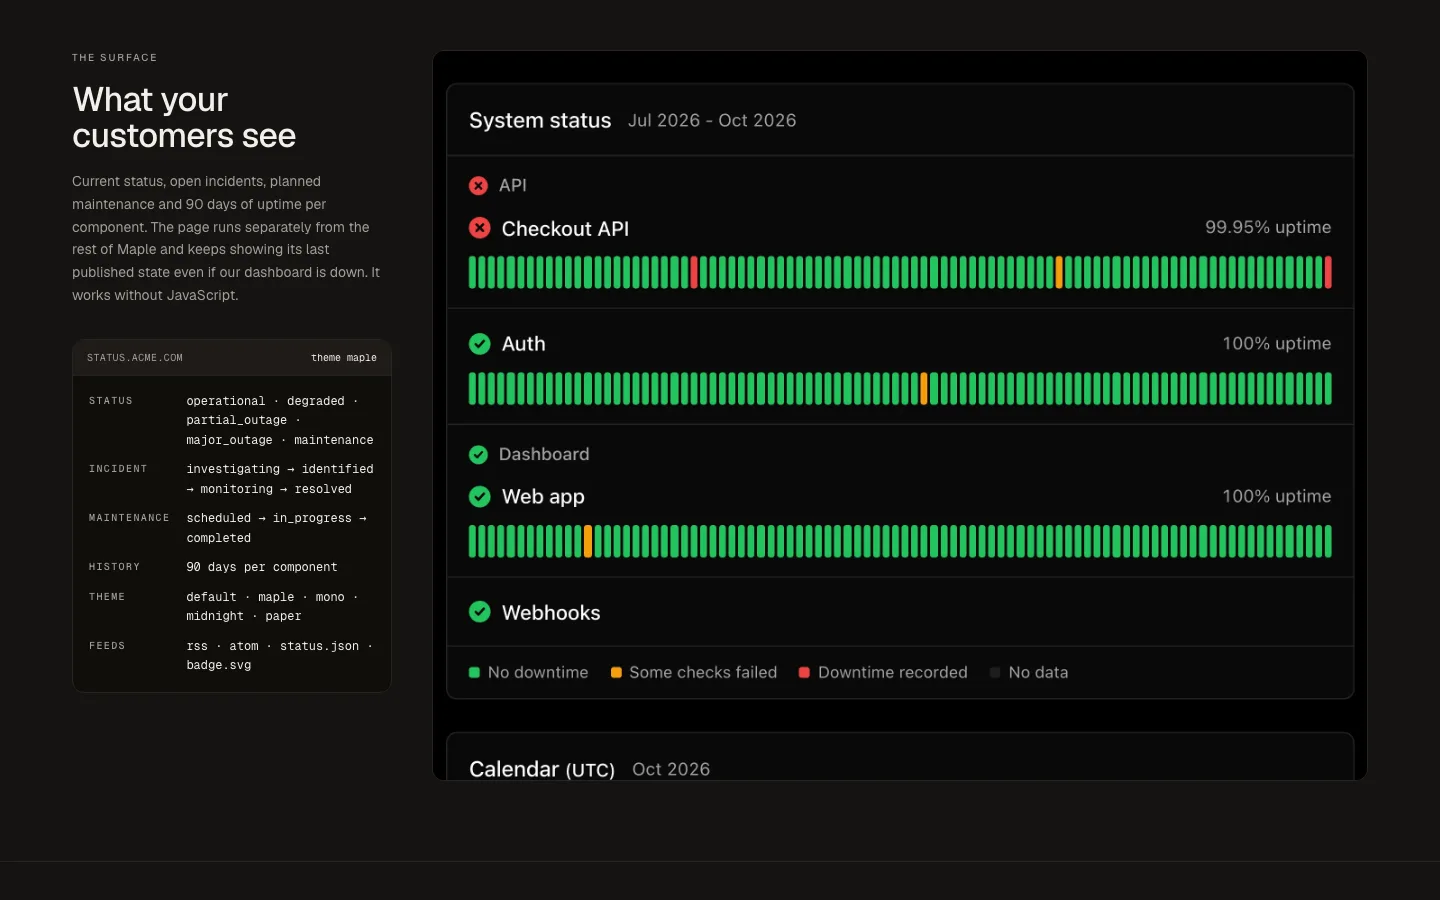 THE SURFACE
What your
customers see
Current status, open incidents, planned
maintenance and 90 days of uptime per
component. The page runs separately from the
rest of Maple and keeps showing its last
published state even if our dashboard is down. It
works without JavaScript.
STATUS.ACME.COM theme maple
STATUS operational · degraded ·
partial_outage ·
major_outage · maintenance
INCIDENT investigating → identified
→ monitoring → resolved
MAINTENANCE scheduled → in_progress →
completed
HISTORY 90 days per component
THEME default · maple · mono ·
midnight · paper
FEEDS rss · atom · status.json ·
badge.svg
System status Jul 2026 - Oct 2026
API
Checkout API 99.95% uptime
Auth 100% uptime
Dashboard
Web app 100% uptime
Webhooks
No downtime Some checks failed Downtime recorded No data
Calendar (UTC) Oct 2026